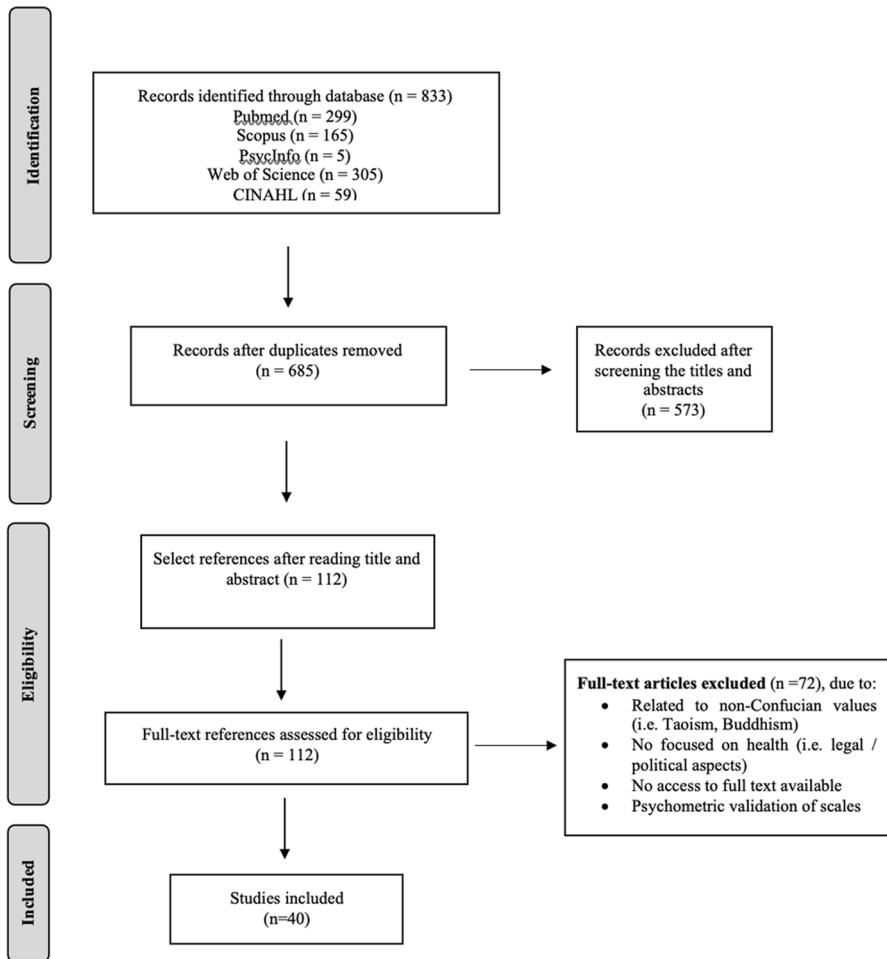 Identification
Records identified through database (n = 833)
Pubmed (n = 299)
Scopus (n = 165)
PsycInfo (n = 5)
Web of Science (n = 305)
CINAHL (n = 59)
Screening
Records after duplicates removed
(n = 685)
Records excluded after
screening the titles and
abstracts
(n = 573)
Eligibility
Select references after reading title and
abstract (n = 112)
Full-text references assessed for eligibility
(n = 112)
Full-text articles excluded (n =72), due to:
• Related to non-Confucian values
(i.e. Taoism, Buddhism)
• No focused on health (i.e. legal /
political aspects)
• No access to full text available
• Psychometric validation of scales
Included
Studies included
(n=40)